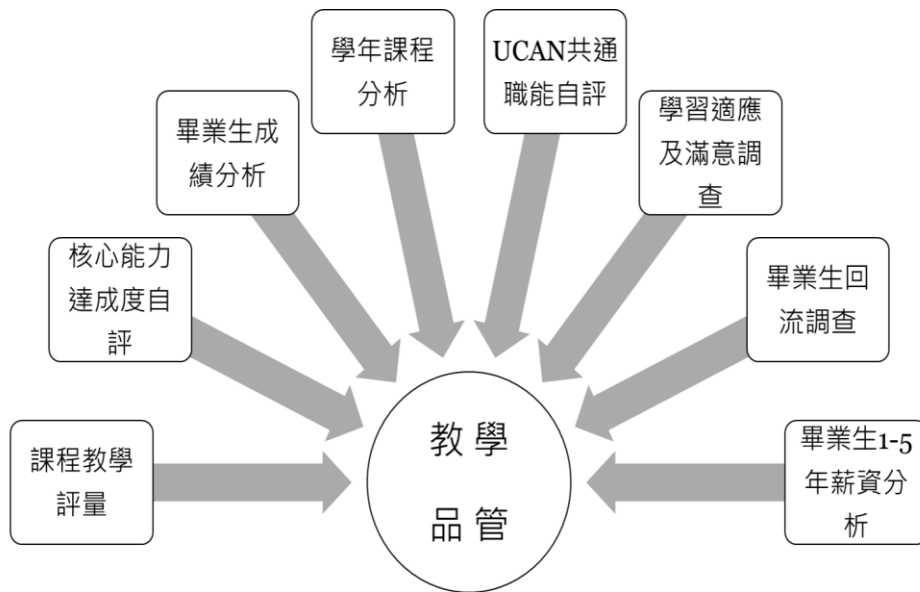 學年課程
分析
UCAN共通
職能自評
畢業生成
績分析
學習適應
及滿意調
查
核心能力
達成度自
評
畢業生回
流調查
課程教學
評量
教 學
品 管
畢業生1-5
年薪資分
析